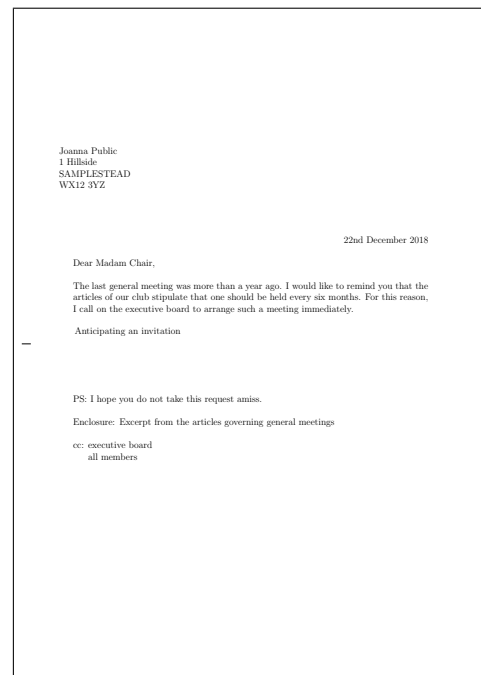 Joanna Public
1 Hillside
SAMPLESTEAD
WX12 3YZ
22nd December 2018
Dear Madam Chair,
The last general meeting was more than a year ago. I would like to remind you that the
articles of our club stipulate that one should be held every six months. For this reason,
I call on the executive board to arrange such a meeting immediately.
Anticipating an invitation
PS: I hope you do not take this request amiss.
Enclosure: Excerpt from the articles governing general meetings
cc: executive board
all members